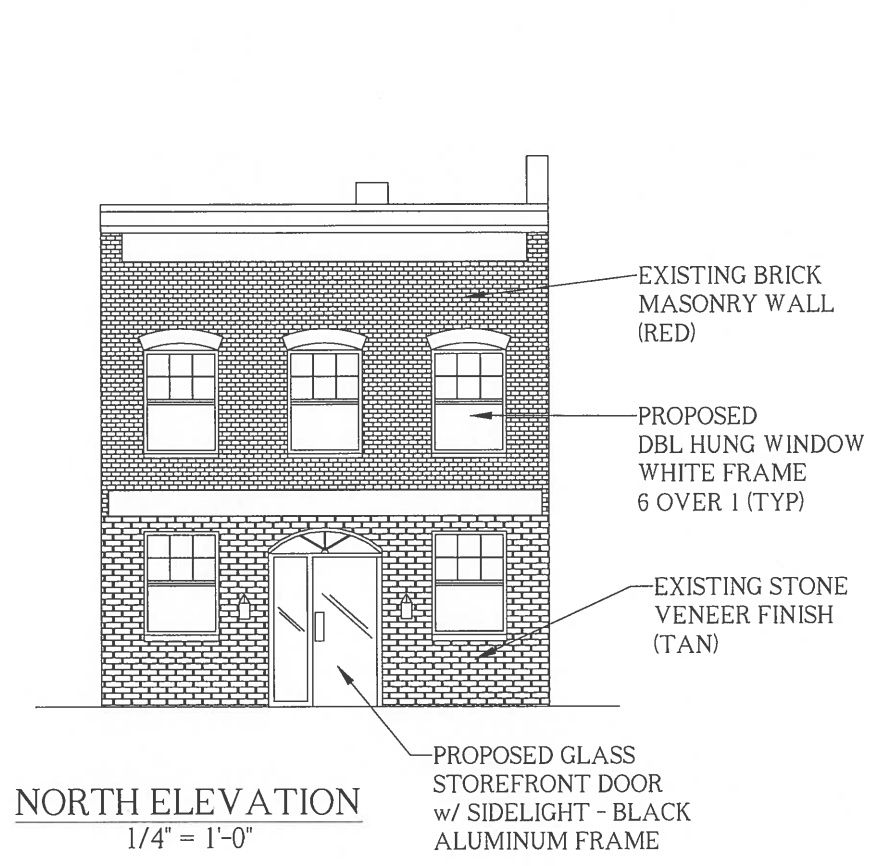 EXISTING BRICK
MASONRY WALL
(RED)
PROPOSED
DBL HUNG WINDOW
WHITE FRAME
6 OVER 1 (TYP)
EXISTING STONE
VENEER FINISH
(TAN)
PROPOSED GLASS
STOREFRONT DOOR
w/ SIDELIGHT - BLACK
ALUMINUM FRAME
NORTH ELEVATION
1/4" = 1'-0"